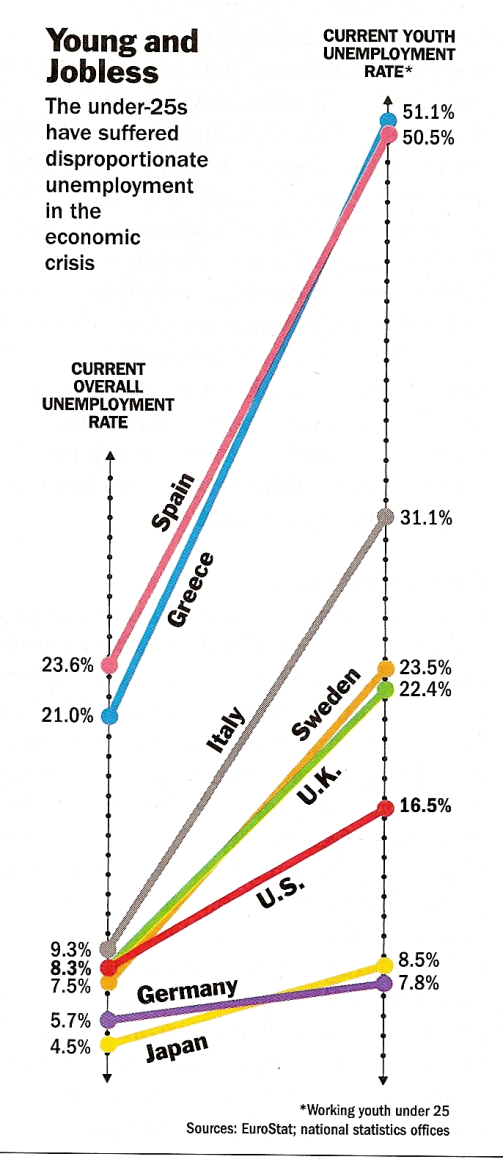 Young and
Jobless
The under-25s
have suffered
disproportionate
unemployment
in the
economic
crisis
CURRENT YOUTH
UNEMPLOYMENT
RATE*
51.1%
50.5%
CURRENT
OVERALL
UNEMPLOYMENT
RATE
Spain
Greece
31.1%
23.6%
21.0%
Italy
Sweden
23.5%
22.4%
U.K.
16.5%
U.S.
9.3%
8.3%
7.5%
8.5%
7.8%
Germany
5.7%
4.5%
Japan
*Working youth under 25
Sources: EuroStat; national statistics offices